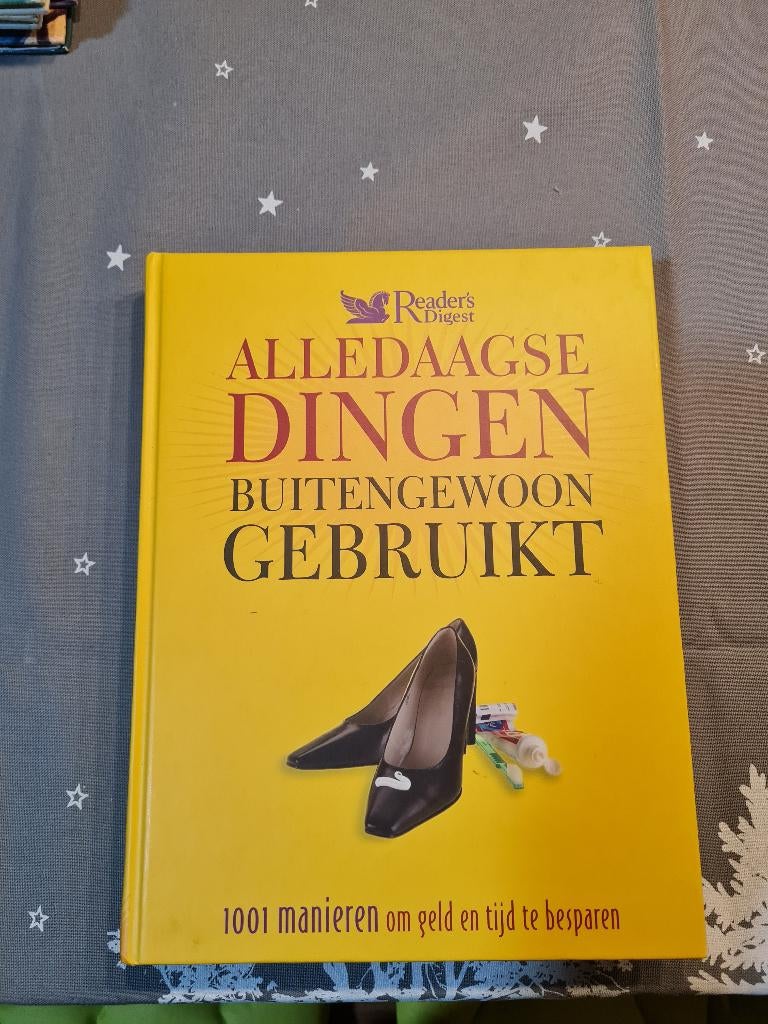 Reader's
Digest
ALLEDAAGSE
DINGEN
BUITENGEWOON
GEBRUIKT
1001 manieren om geld en tijd te besparen